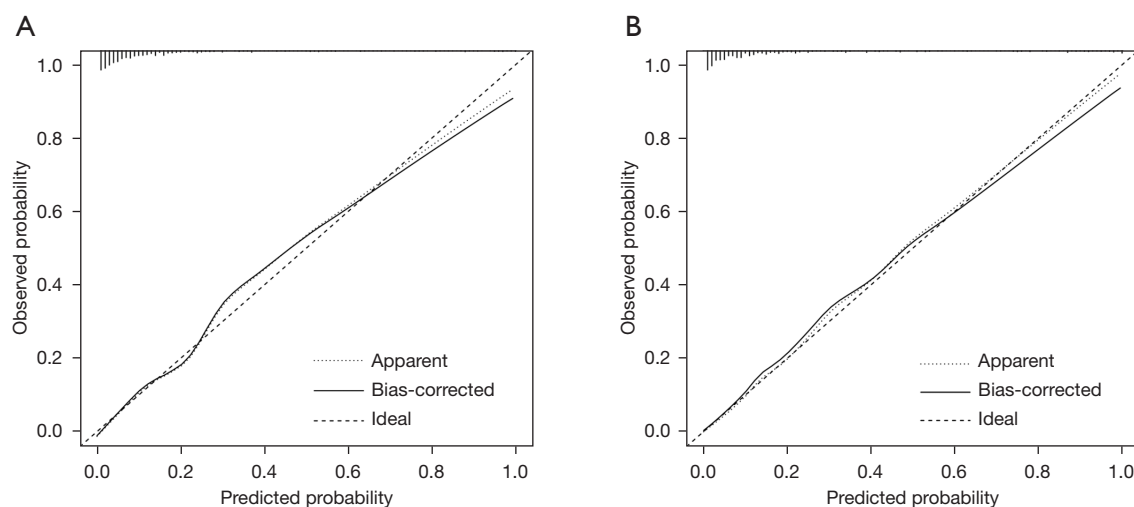 A
1.0
0.8
0.6
0.4
0.2
0.0
Observed probability
Apparent
Bias-corrected
Ideal
0.0 0.2 0.4 0.6 0.8 1.0
Predicted probability
B
1.0
0.8
0.6
0.4
0.2
0.0
Observed probability
Apparent
Bias-corrected
Ideal
0.0 0.2 0.4 0.6 0.8 1.0
Predicted probability